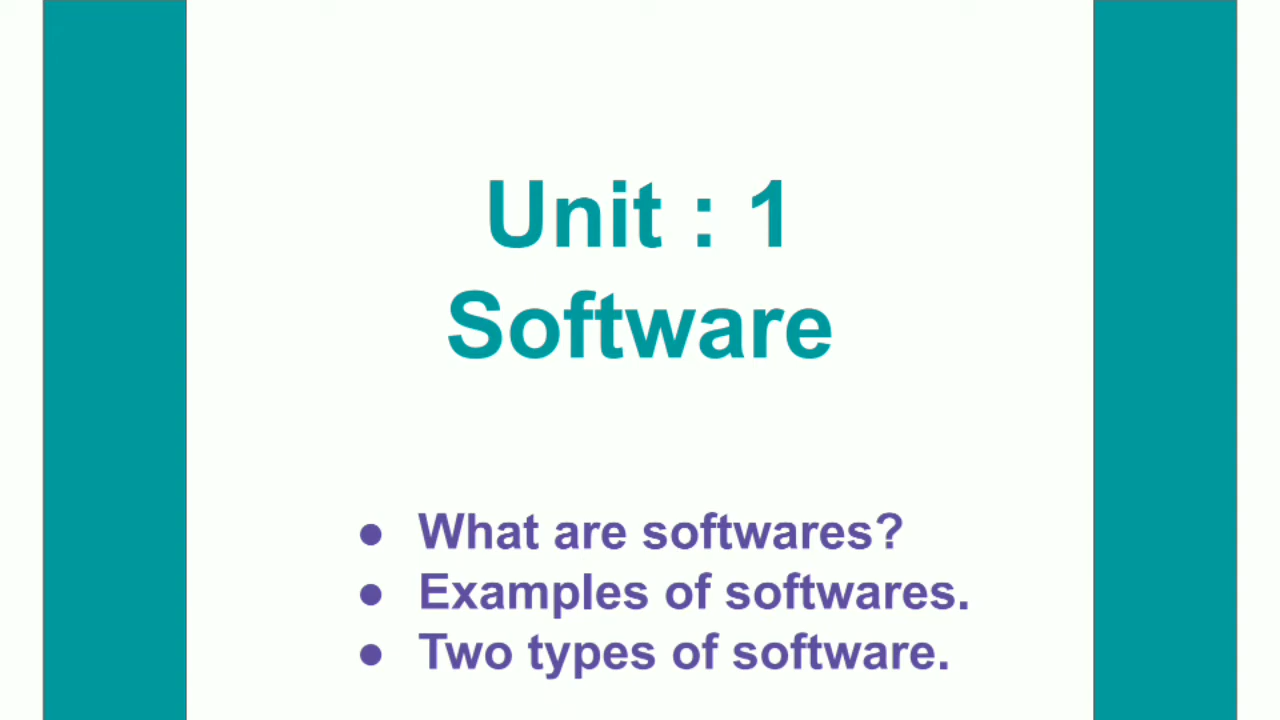 Unit : 1
Software
● What are softwares?
● Examples of softwares.
● Two types of software.